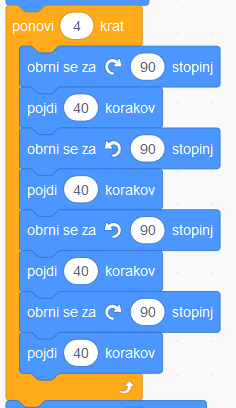 ponovi 4 krat
obrni se za 90 stopinj
pojdi 40 korakov
obrni se za 90 stopinj
pojdi 40 korakov
obrni se za 90 stopinj
pojdi 40 korakov
obrni se za 90 stopinj
pojdi 40 korakov